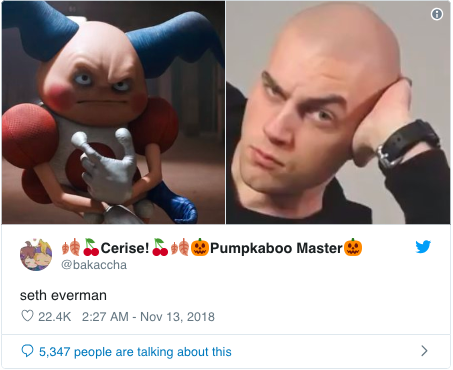 🍂🍒Cerise!🍒🍂🎃Pumpkaboo Master🎃
@bakaccha
seth everman
22.4K 2:27 AM - Nov 13, 2018
5,347 people are talking about this